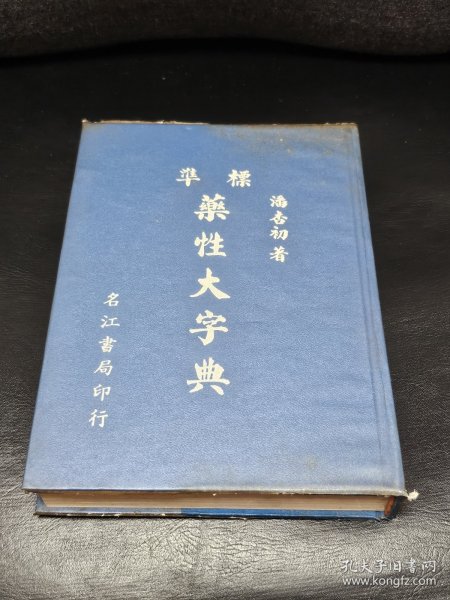 潘杏初著
標準
藥性大字典
名江書局印行
孔夫子旧书网
www.kongfz.com